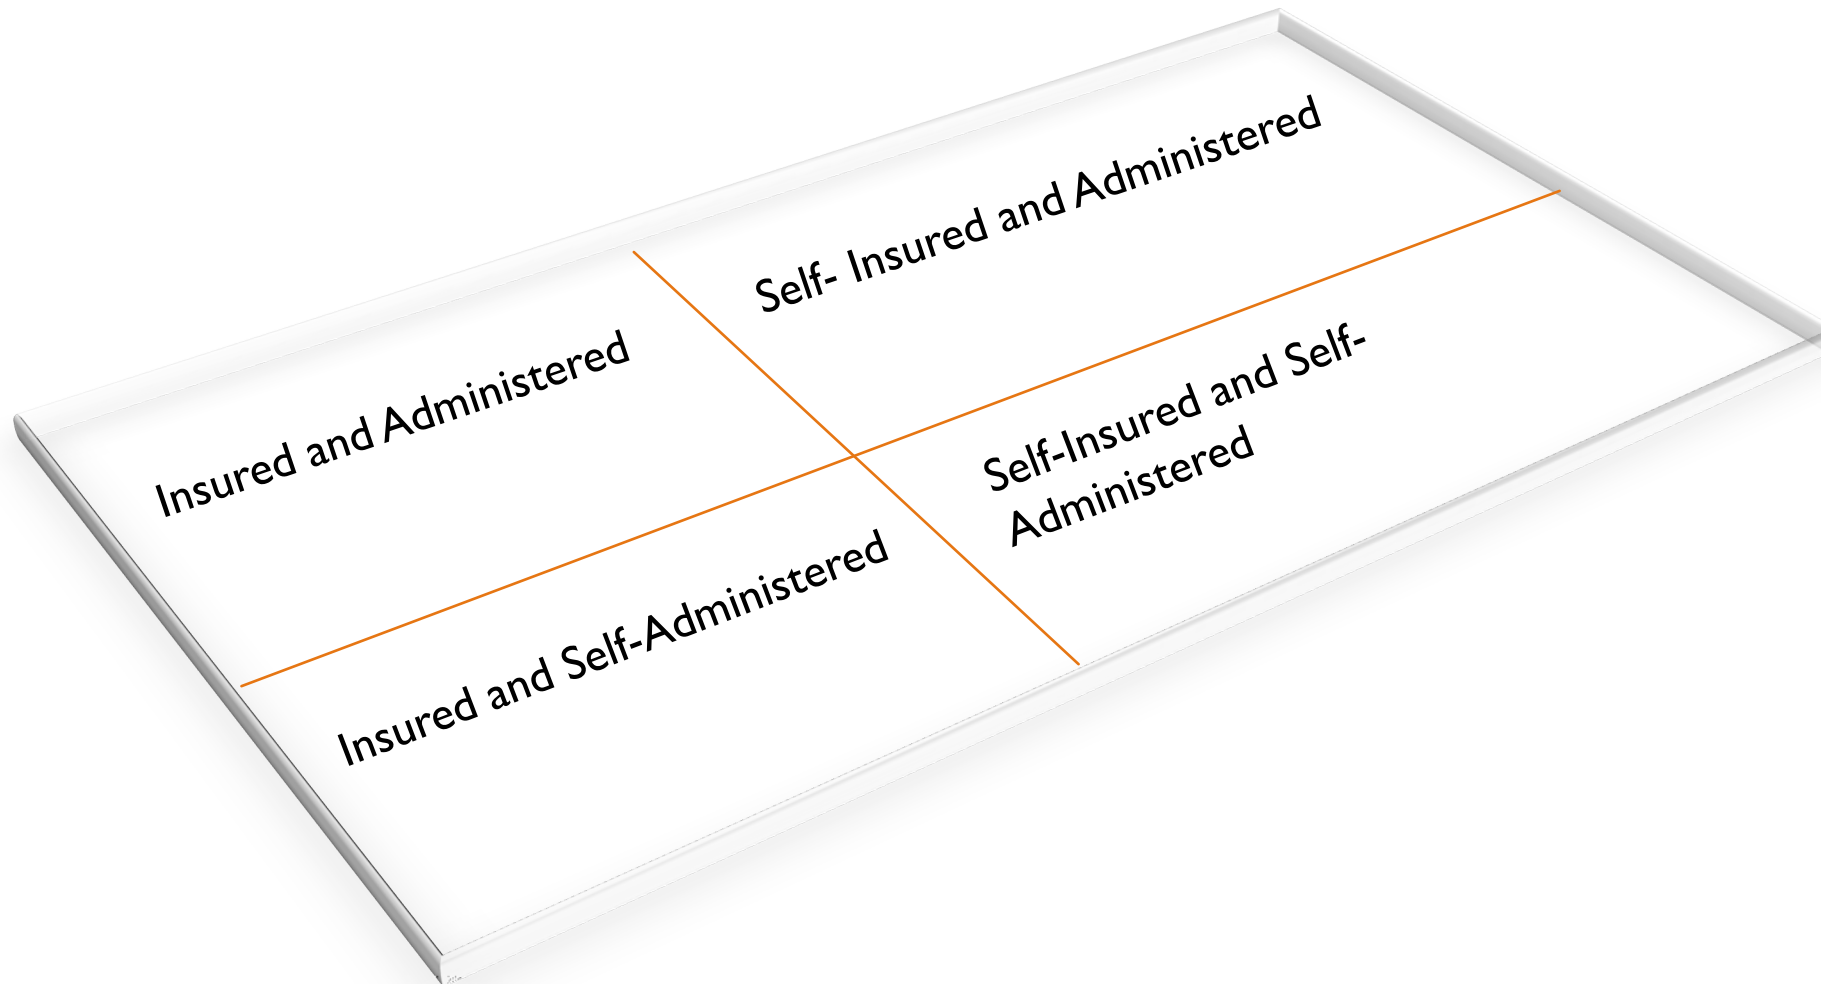 Insured and Administered
Self- Insured and Administered
Insured and Self-Administered
Self-Insured and Self-
Administered